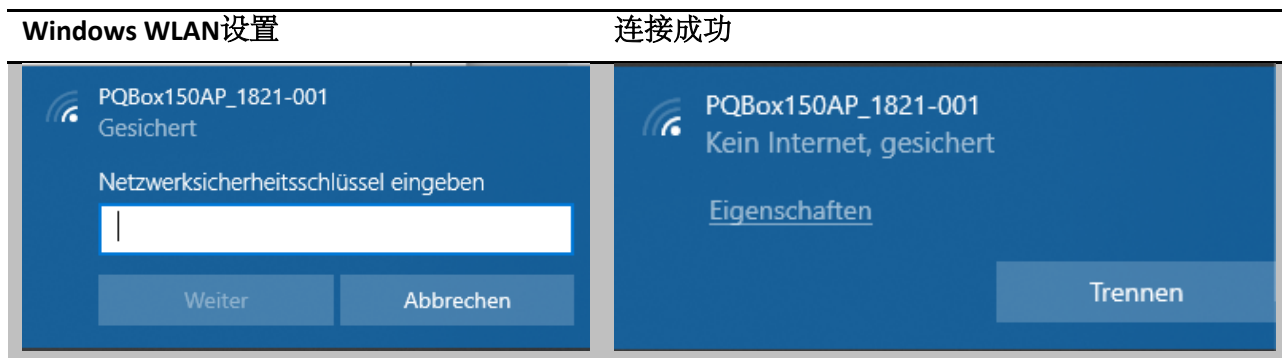 Windows WLAN设置
连接成功
PQBox150AP_1821-001
Gesichert
Netzwerksicherheitsschlüssel eingeben
Weiter
Abbrechen
PQBox150AP_1821-001
Kein Internet, gesichert
Eigenschaften
Trennen